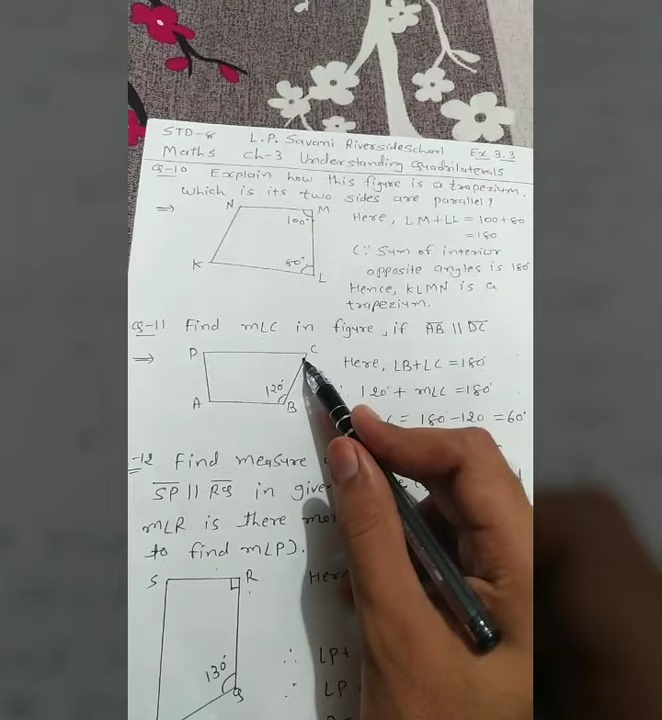 STD-8 L.P. Savani Riverside School Ex 3.3
Maths Ch-3 Understanding Quadrilaterals
Q-10 Explain how this figure is a trapezium.
which is its two sides are parallel?
⇒ N M 100° K 80° L
Here, ∠M+∠L = 100+80
=180
(∵ Sum of interior
opposite angles is 180
Hence, KLMN is a
trapezium.
Q-11 Find m∠C in figure, if AB || DC
⇒ D C A 120° B
Here, ∠B+∠C = 180°
∴ 120° + m∠C = 180°
C = 180-120 = 60°
-12 Find measure
SP || RQ in give
m∠R is there mo
to find m∠P).
S R 130° Q
Here
∴ ∠P+
∴ ∠P =